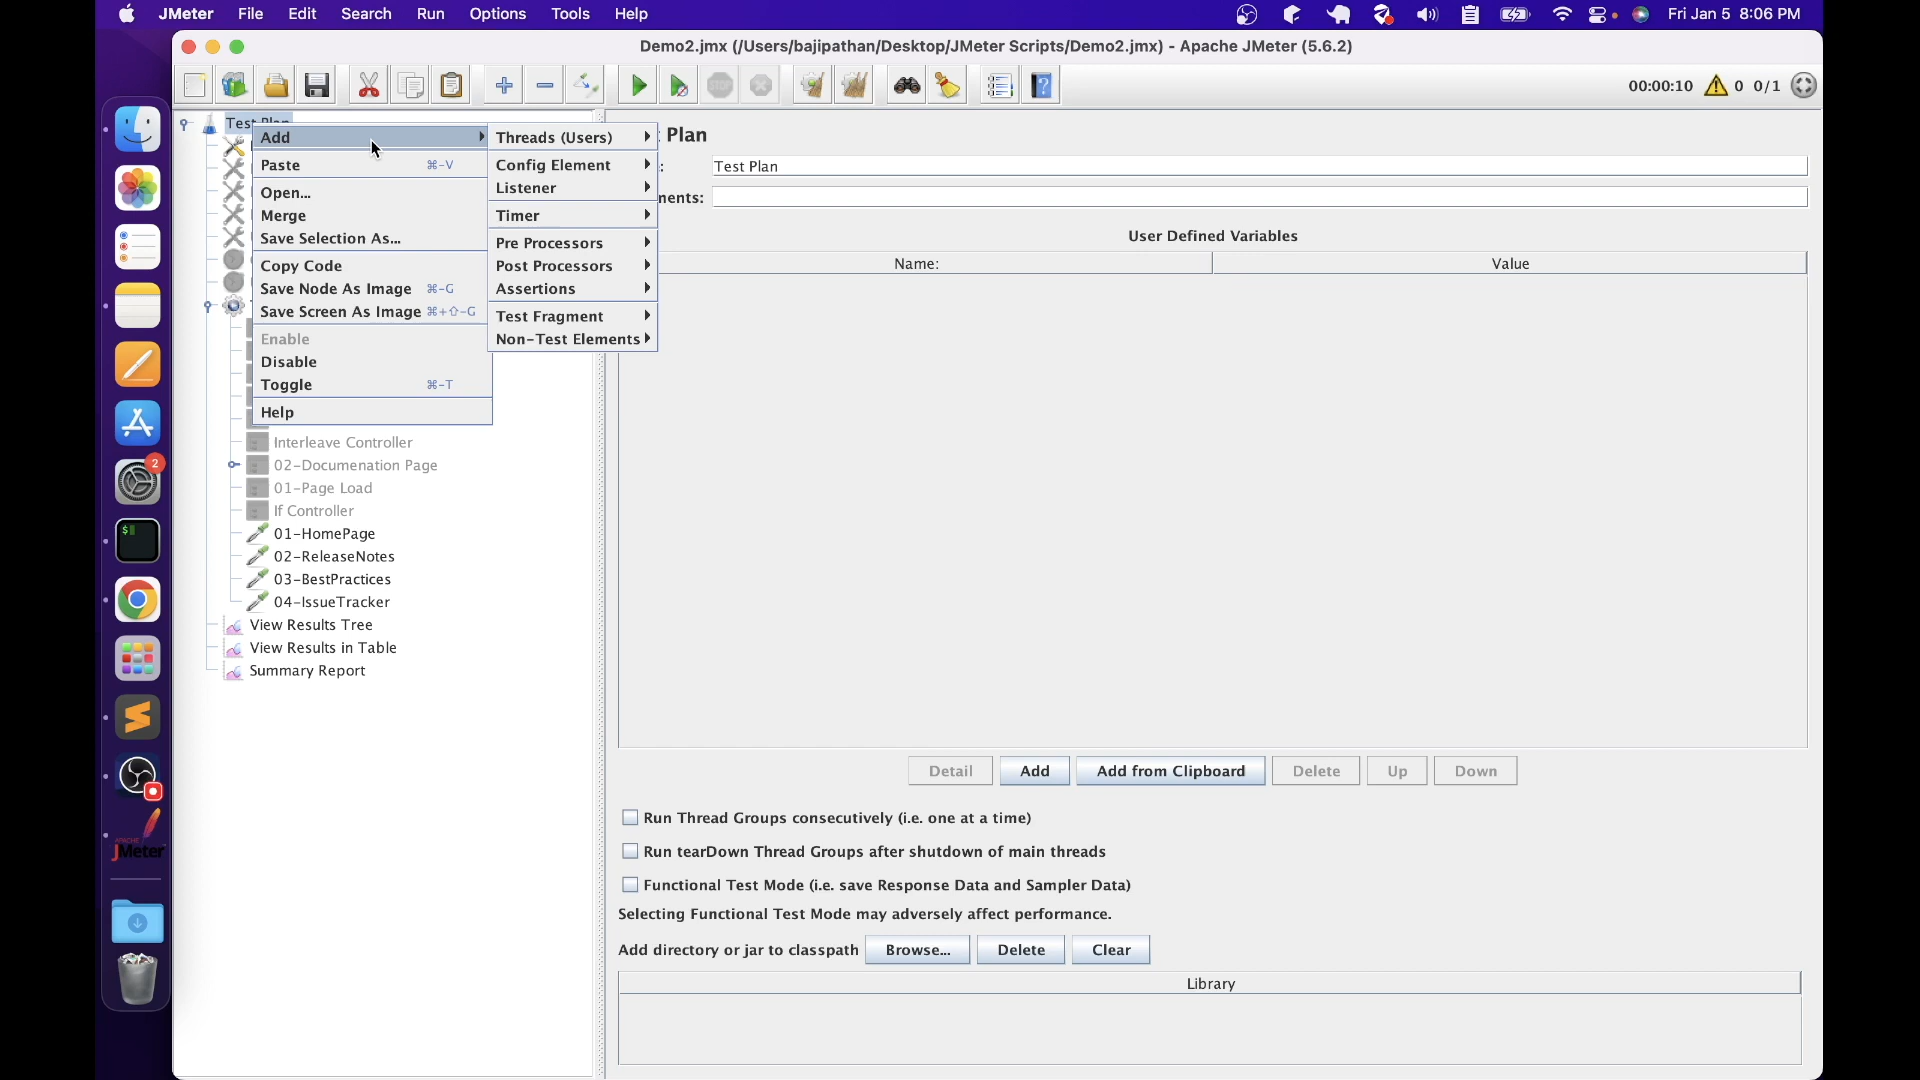 JMeter File Edit Search Run Options Tools Help
2
Fri Jan 5 8:06 PM
Demo2.jmx (/Users/bajipathan/Desktop/JMeter Scripts/Demo2.jmx) - Apache JMeter (5.6.2)
STOP
00:00:10 0 0/1
Test Plan
Add
Paste ⌘-V
Open...
Merge
Save Selection As...
Copy Code
Save Node As Image ⌘-G
Save Screen As Image ⌘+⇧-G
Enable
Disable
Toggle ⌘-T
Help
Threads (Users)
Config Element
Listener
Timer
Pre Processors
Post Processors
Assertions
Test Fragment
Non-Test Elements
Interleave Controller
02-Documenation Page
01-Page Load
If Controller
01-HomePage
02-ReleaseNotes
03-BestPractices
04-IssueTracker
View Results Tree
View Results in Table
Summary Report
Plan
: Test Plan
nents:
User Defined Variables
Name: Value
Detail Add Add from Clipboard Delete Up Down
Run Thread Groups consecutively (i.e. one at a time)
Run tearDown Thread Groups after shutdown of main threads
Functional Test Mode (i.e. save Response Data and Sampler Data)
Selecting Functional Test Mode may adversely affect performance.
Add directory or jar to classpath Browse... Delete Clear
Library
$
APACHE
JMeter